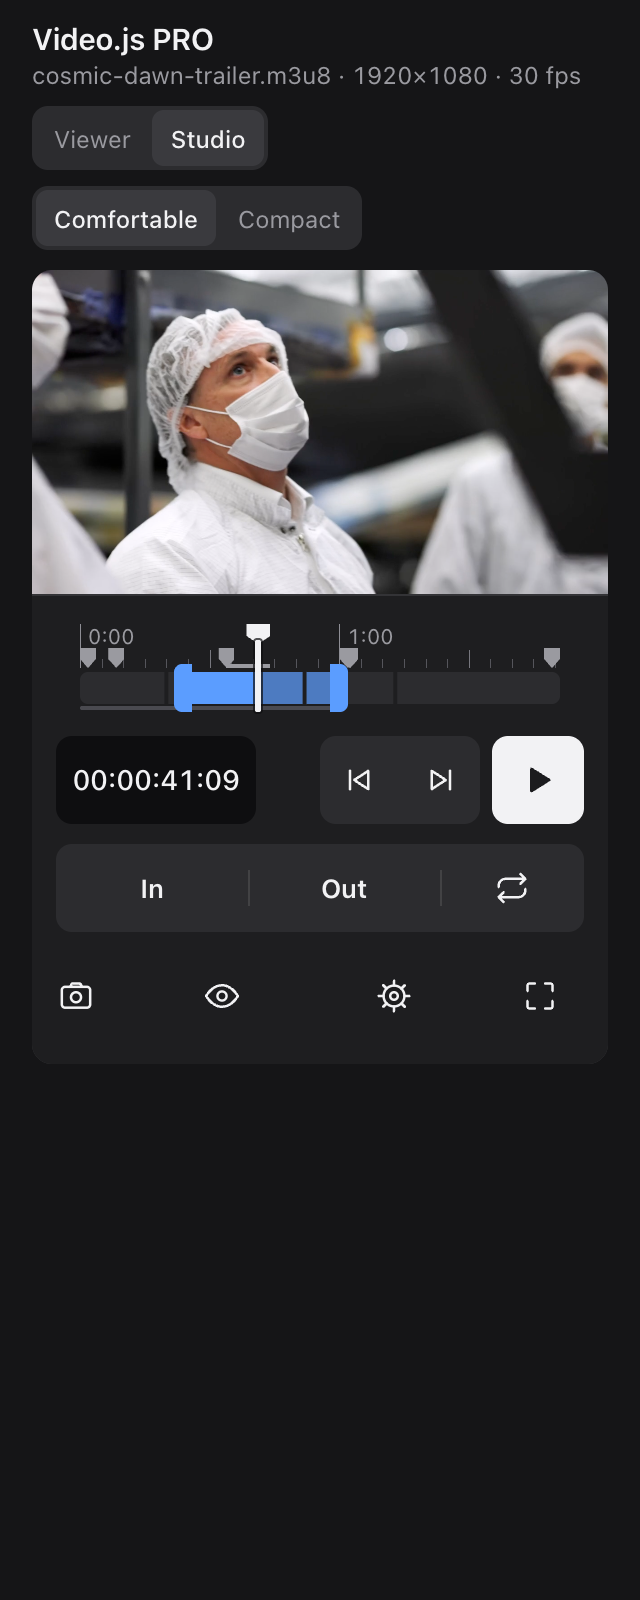 Video.js PRO
cosmic-dawn-trailer.m3u8 · 1920×1080 · 30 fps
Viewer Studio
Comfortable Compact
0:00 1:00
00:00:41:09
In Out